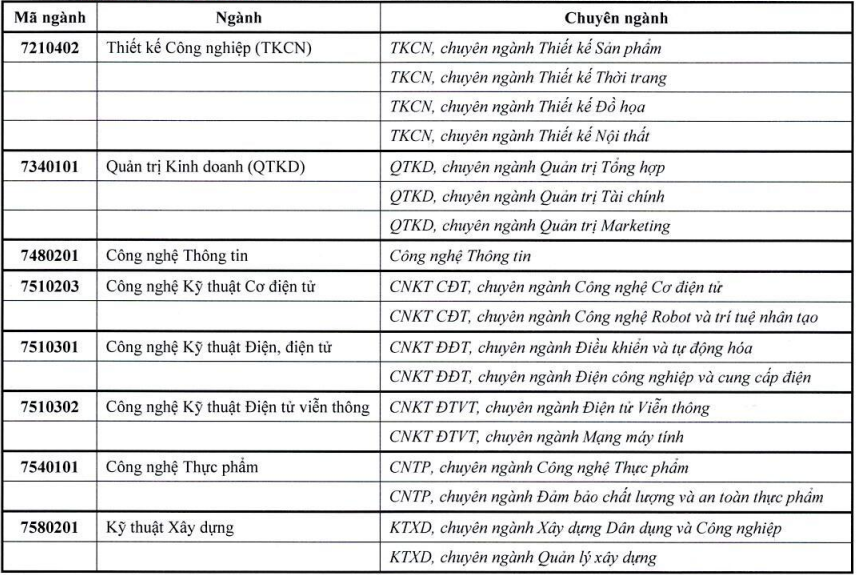 Mã ngành Ngành Chuyên ngành
7210402 Thiết kế Công nghiệp (TKCN) TKCN, chuyên ngành Thiết kế Sản phẩm
TKCN, chuyên ngành Thiết kế Thời trang
TKCN, chuyên ngành Thiết kế Đồ họa
TKCN, chuyên ngành Thiết kế Nội thất
7340101 Quản trị Kinh doanh (QTKD) QTKD, chuyên ngành Quản trị Tổng hợp
QTKD, chuyên ngành Quản trị Tài chính
QTKD, chuyên ngành Quản trị Marketing
7480201 Công nghệ Thông tin Công nghệ Thông tin
7510203 Công nghệ Kỹ thuật Cơ điện tử CNKT CĐT, chuyên ngành Công nghệ Cơ điện tử
CNKT CĐT, chuyên ngành Công nghệ Robot và trí tuệ nhân tạo
7510301 Công nghệ Kỹ thuật Điện, điện tử CNKT ĐĐT, chuyên ngành Điều khiển và tự động hóa
CNKT ĐĐT, chuyên ngành Điện công nghiệp và cung cấp điện
7510302 Công nghệ Kỹ thuật Điện tử viễn thông CNKT ĐTVT, chuyên ngành Điện tử Viễn thông
CNKT ĐTVT, chuyên ngành Mạng máy tính
7540101 Công nghệ Thực phẩm CNTP, chuyên ngành Công nghệ Thực phẩm
CNTP, chuyên ngành Đảm bảo chất lượng và an toàn thực phẩm
7580201 Kỹ thuật Xây dựng KTXD, chuyên ngành Xây dựng Dân dụng và Công nghiệp
KTXD, chuyên ngành Quản lý xây dựng